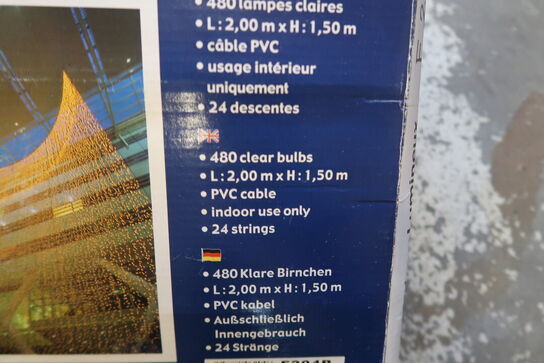 • 480 lampes claires
• L : 2,00 m x H : 1,50 m
• câble PVC
• usage intérieur
uniquement
• 24 descentes
• 480 clear bulbs
• L : 2,00 m x H : 1,50 m
• PVC cable
• indoor use only
• 24 strings
• 480 Klare Birnchen
• L : 2,00 m x H : 1,50 m
• PVC kabel
• Außschließlich
Innengebrauch
• 24 Stränge